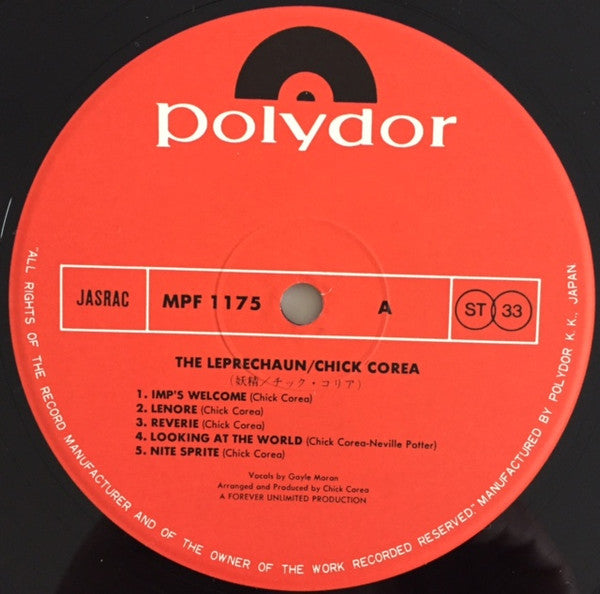 polydor
JASRAC
MPF 1175
A
ST 33
THE LEPRECHAUN/CHICK COREA
(妖精/チック・コリア)
1. IMP'S WELCOME (Chick Corea)
2. LENORE (Chick Corea)
3. REVERIE (Chick Corea)
4. LOOKING AT THE WORLD (Chick Corea-Neville Potter)
5. NITE SPRITE (Chick Corea)
Vocals by Gayle Moran
Arranged and Produced by Chick Corea
A FOREVER UNLIMITED PRODUCTION
"ALL RIGHTS OF THE RECORD MANUFACTURER AND OF THE OWNER OF THE WORK RECORDED RESERVED" MANUFACTURED BY POLYDOR K. K., JAPAN